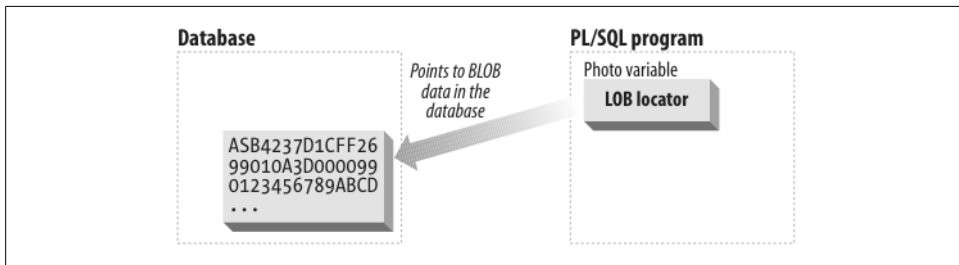 Database
PL/SQL program
Points to BLOB
data in the
database
Photo variable
LOB locator
ASB4237D1CFF26
99010A3D000099
0123456789ABCD
...